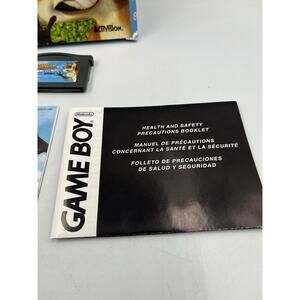 ACTIVISION
Nintendo
GAME BOY
HEALTH AND SAFETY
PRECAUTIONS BOOKLET
MANUEL DE PRÉCAUTIONS
CONCERNANT LA SANTÉ ET LA SÉCURITÉ
FOLLETO DE PRECAUCIONES
DE SALUD Y SEGURIDAD